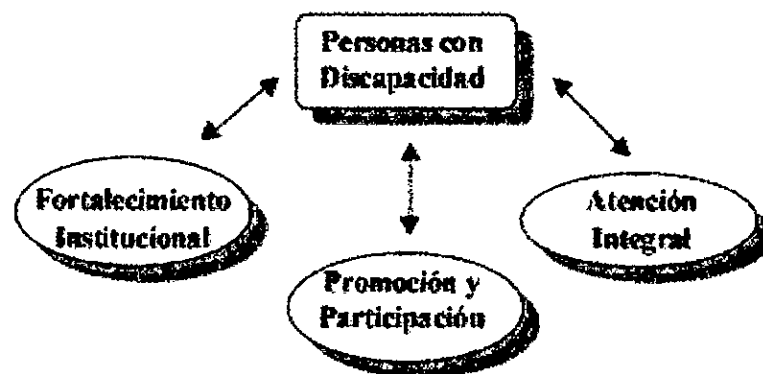 Personas con
Discapacidad
Fortalecimiento
Institucional
Atención
Integral
Promoción y
Participación